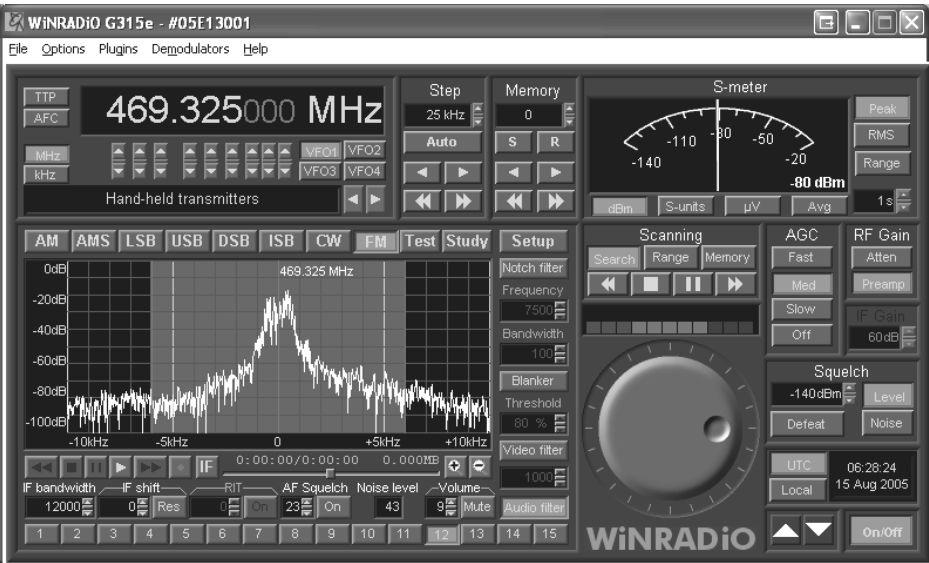 WiNRADiO G315e - #05E13001
File Options Plugins Demodulators Help
TTP
AFC
469.325000 MHz
MHz
kHz
VFO1 VFO2
VFO3 VFO4
Hand-held transmitters
Step
25 kHz
Auto
Memory
0
S R
S-meter
-140 -110 -80 -50 -20
-80 dBm
dBm S-units µV Avg
Peak
RMS
Range
1 s
AM AMS LSB USB DSB ISB CW FM Test Study Setup
0dB
-20dB
-40dB
-60dB
-80dB
-100dB
469.325 MHz
-10kHz -5kHz 0 +5kHz +10kHz
Notch filter
Frequency
7500
Bandwidth
100
Blanker
Threshold
60 %
Video filter
1000
Audio filter
IF 0:00:00/0:00:00 0.000MB
IF bandwidth IF shift RIT AF Squelch Noise level Volume
12000 0 Res 0 On 23 On 43 9 Mute
1 2 3 4 5 6 7 8 9 10 11 12 13 14 15
Scanning
Search Range Memory
WiNRADiO
AGC
Fast
Med
Slow
Off
RF Gain
Atten
Preamp
IF Gain
60dB
Squelch
-140dBm Level
Defeat Noise
UTC
Local
06:28:24
15 Aug 2005
On/Off